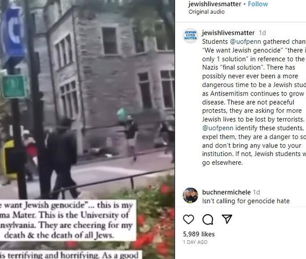 jewishlivesmatter • Follow
Original audio
jewishlivesmatter 1d
Students @uofpenn gathered chan
"We want Jewish genocide" "there i
only 1 solution" in reference to the
Nazis "final solution". There has
possibly never ever been a more
dangerous time to be a Jewish stud
as Antisemitism continues to grow
disease. These are not peaceful
protests, they are asking for more
Jewish lives to be lost by terrorists.
@uofpenn identify these students,
expel them, they are a danger to so
and don't bring any value to your
institution. If not, Jewish students w
go elsewhere.
buchnermichele 1d
Isn't calling for genocide hate
5,989 likes
1 DAY AGO
e want Jewish genocide"... this is my
ma Mater. This is the University of
nsylvania. They are cheering for my
death & the death of all Jews.
is terrifying and horrifying. As a good